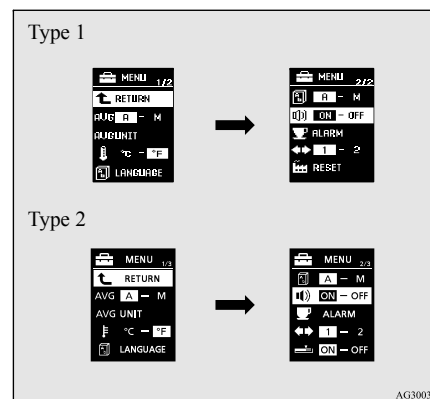 Type 1
MENU 1/2
RETURN
AVG A - M
AVG UNIT
°C - °F
LANGUAGE
MENU 2/2
A - M
ON - OFF
ALARM
1 - 2
RESET
Type 2
MENU 1/3
RETURN
AVG A - M
AVG UNIT
°C - °F
LANGUAGE
MENU 2/3
A - M
ON - OFF
ALARM
1 - 2
ON - OFF
AG3003